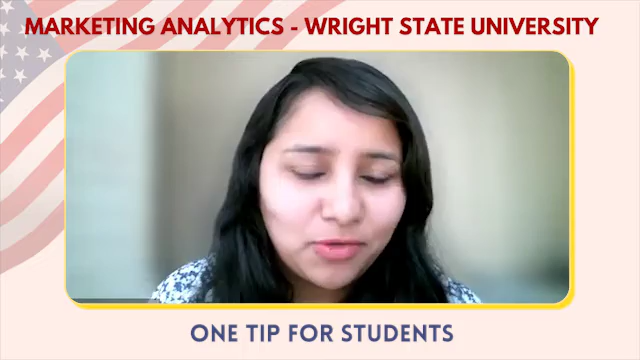 MARKETING ANALYTICS - WRIGHT STATE UNIVERSITY
ONE TIP FOR STUDENTS